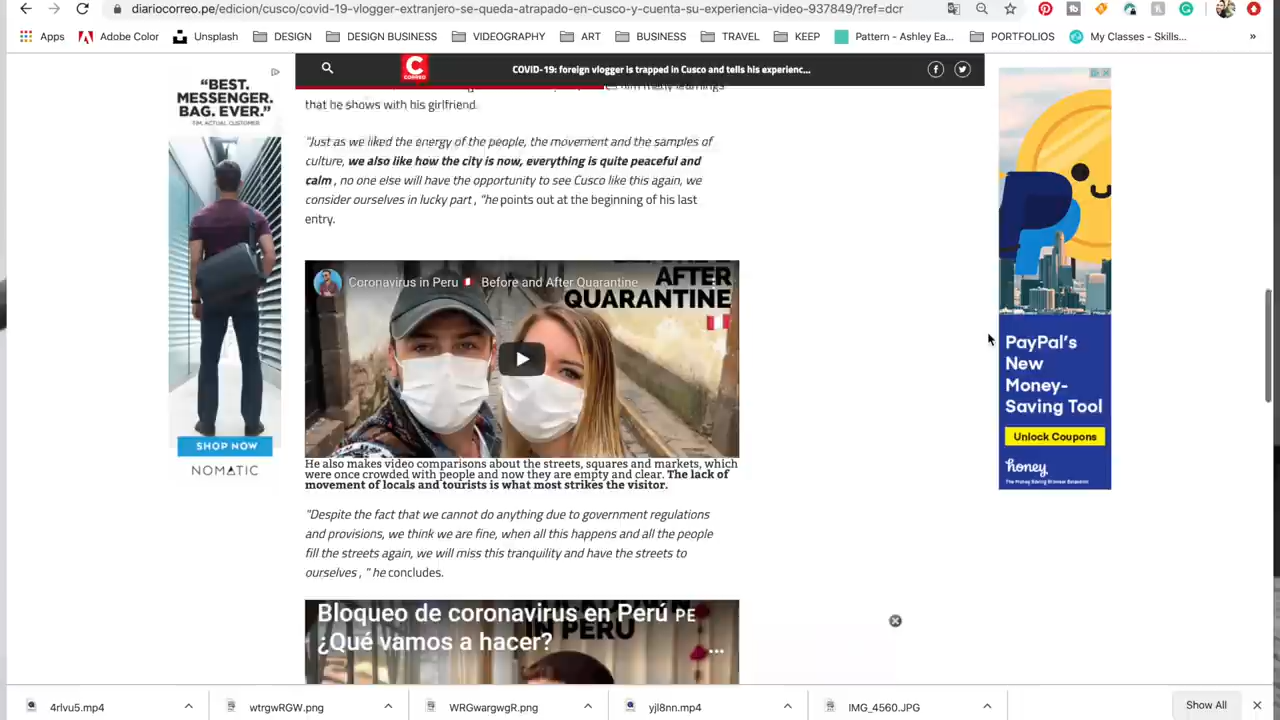 diariocorreo.pe/edicion/cusco/covid-19-vlogger-extranjero-se-queda-atrapado-en-cusco-y-cuenta-su-experiencia-video-937849/?ref=dcr
Apps
Adobe Color
Unsplash
DESIGN
DESIGN BUSINESS
VIDEOGRAPHY
ART
BUSINESS
TRAVEL
KEEP
Pattern - Ashley Ea...
PORTFOLIOS
My Classes - Skills...
»
C
CORREO
COVID-19: foreign vlogger is trapped in Cusco and tells his experienc...
that he shows with his girlfriend.
"Just as we liked the energy of the people, the movement and the samples of
culture, we also like how the city is now, everything is quite peaceful and
calm , no one else will have the opportunity to see Cusco like this again, we
consider ourselves in lucky part , "he points out at the beginning of his last
entry.
Coronavirus in Peru Before and After Quarantine
AFTER
QUARANTINE
He also makes video comparisons about the streets, squares and markets, which
were once crowded with people and now they are empty and clear. The lack of
movement of locals and tourists is what most strikes the visitor.
"Despite the fact that we cannot do anything due to government regulations
and provisions, we think we are fine, when all this happens and all the people
fill the streets again, we will miss this tranquility and have the streets to
ourselves , " he concludes.
Bloqueo de coronavirus en Perú PE
¿Qué vamos a hacer?
IN PERU
...
“BEST.
MESSENGER.
BAG. EVER.”
TIM, ACTUAL CUSTOMER
SHOP NOW
NOMATIC
PayPal's
New
Money-
Saving Tool
Unlock Coupons
honey
The Money Saving Browser Extension
4rlvu5.mp4
wtrgwRGW.png
WRGwargwgR.png
yjl8nn.mp4
IMG_4560.JPG
Show All